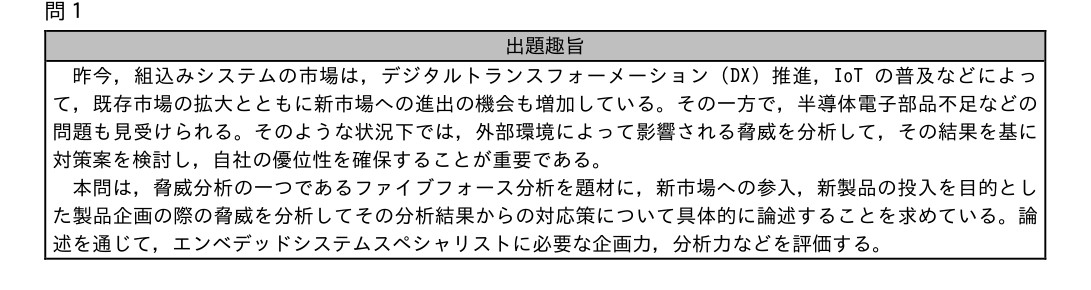 問1
出題趣旨
昨今，組込みシステムの市場は，デジタルトランスフォーメーション（DX）推進，IoT の普及などによっ
て，既存市場の拡大とともに新市場への進出の機会も増加している。その一方で，半導体電子部品不足などの
問題も見受けられる。そのような状況下では，外部環境によって影響される脅威を分析して，その結果を基に
対策案を検討し，自社の優位性を確保することが重要である。
本問は，脅威分析の一つであるファイブフォース分析を題材に，新市場への参入，新製品の投入を目的とし
た製品企画の際の脅威を分析してその分析結果からの対応策について具体的に論述することを求めている。論
述を通じて，エンベデッドシステムスペシャリストに必要な企画力，分析力などを評価する。